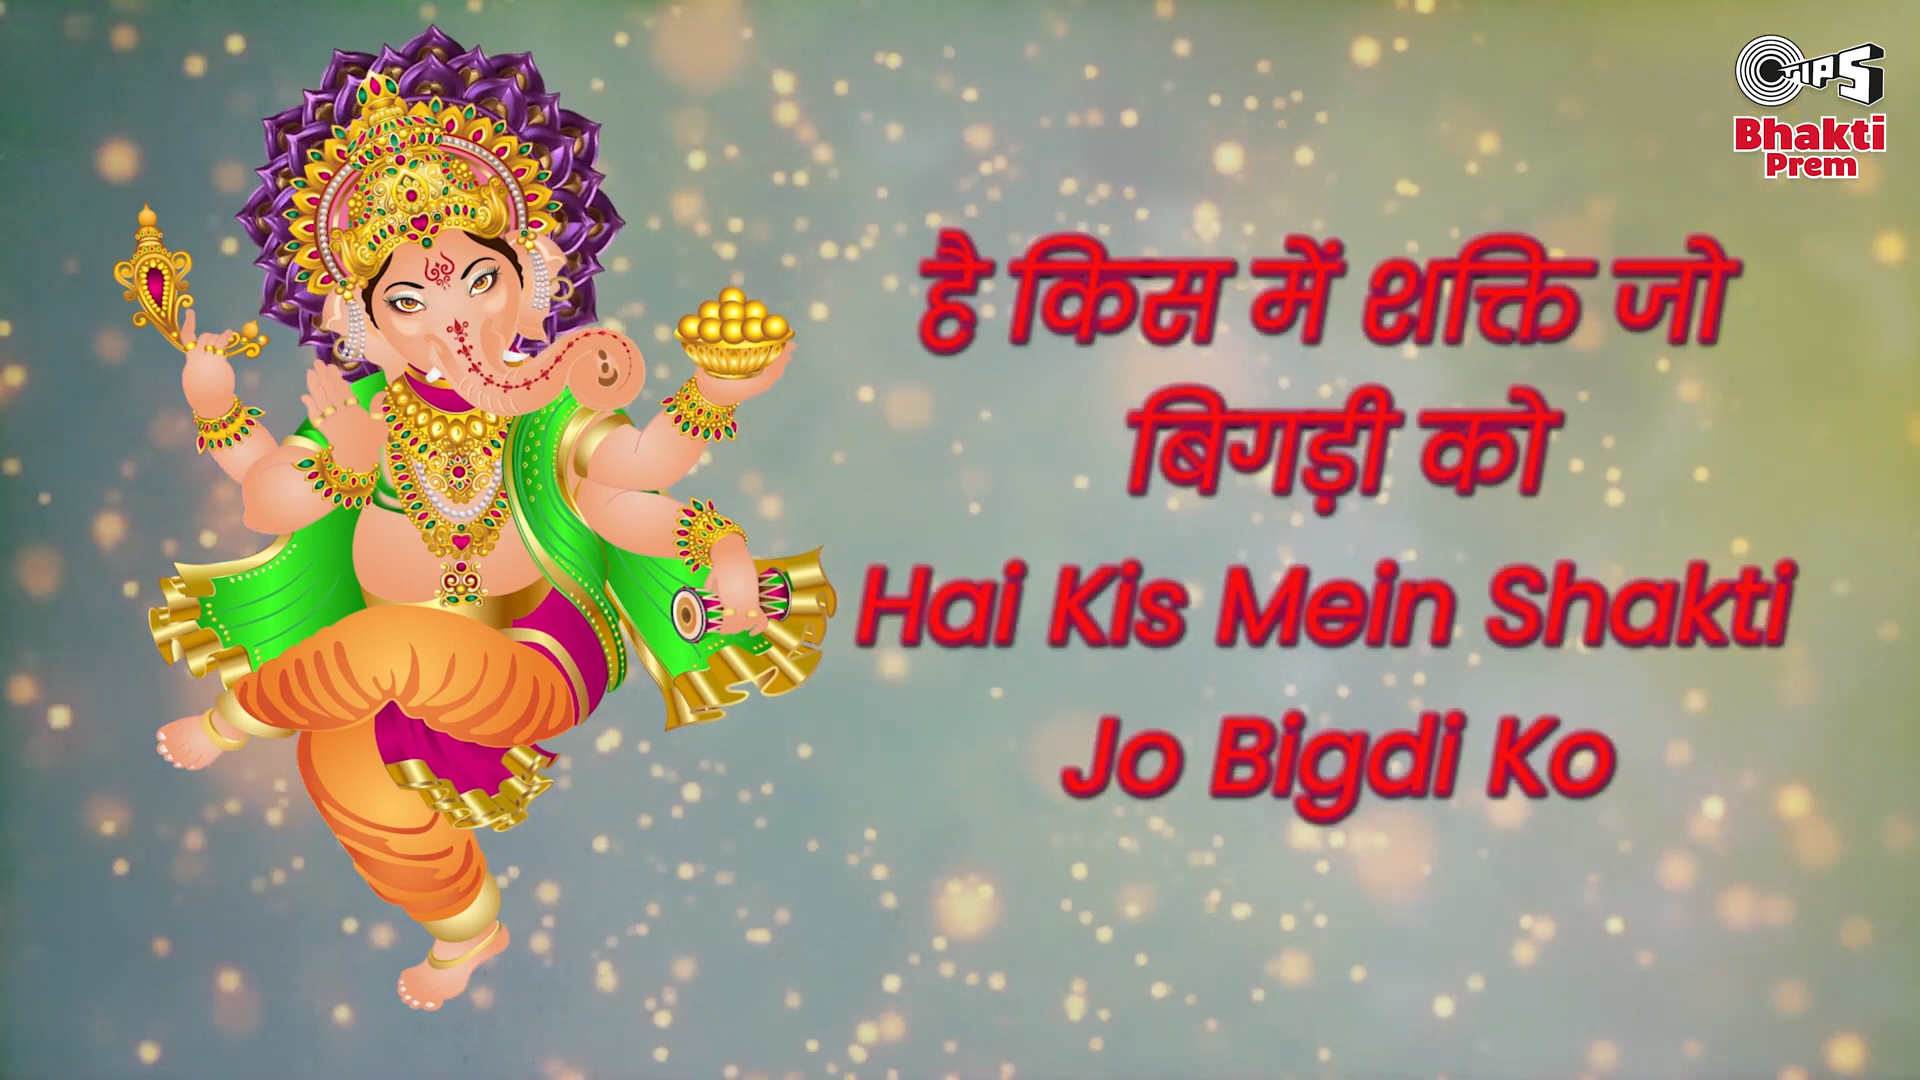 TIPS
Bhakti
Prem
है किस में शक्ति जो
बिगड़ी को
Hai Kis Mein Shakti
Jo Bigdi Ko